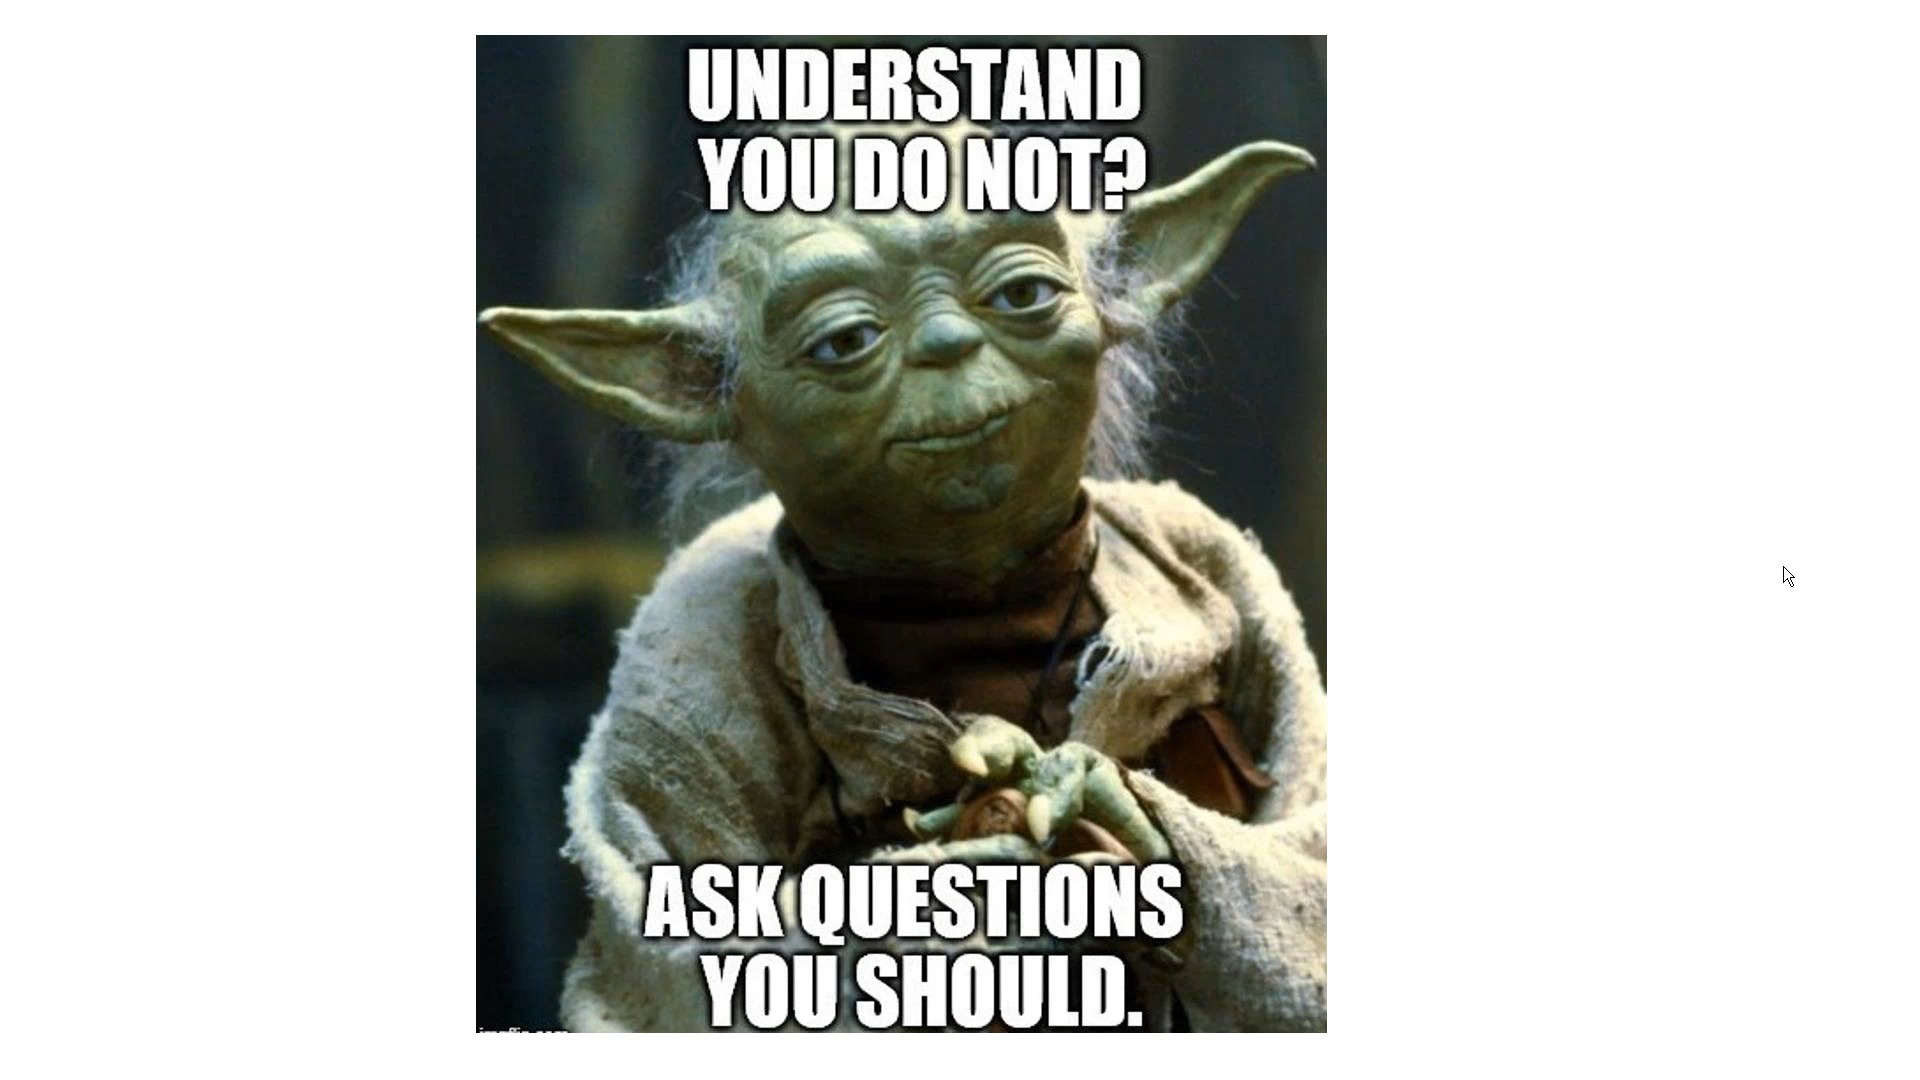 UNDERSTAND
YOU DO NOT?
ASK QUESTIONS
YOU SHOULD.